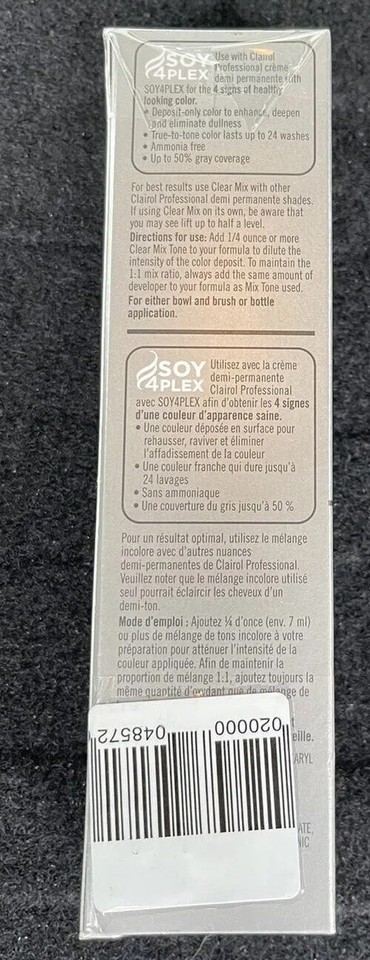 SOY
4PLEX
Use with Clairol
Professional crème
demi permanente with
SOY4PLEX for the 4 signs of healthy
looking color.
• Deposit-only color to enhance, deepen
and eliminate dullness
• True-to-tone color lasts up to 24 washes
• Ammonia free
• Up to 50% gray coverage
For best results use Clear Mix with other
Clairol Professional demi permanente shades.
If using Clear Mix on its own, be aware that
you may see lift up to half a level.
Directions for use: Add 1/4 ounce or more
Clear Mix Tone to your formula to dilute the
intensity of the color deposit. To maintain the
1:1 mix ratio, always add the same amount of
developer to your formula as Mix Tone used.
For either bowl and brush or bottle
application.
SOY
4PLEX
Utilisez avec la crème
demi-permanente
Clairol Professional
avec SOY4PLEX afin d'obtenir les 4 signes
d'une couleur d'apparence saine.
• Une couleur déposée en surface pour
rehausser, raviver et éliminer
l'affadissement de la couleur
• Une couleur franche qui dure jusqu'à
24 lavages
• Sans ammoniaque
• Une couverture du gris jusqu'à 50 %
Pour un résultat optimal, utilisez le mélange
incolore avec d'autres nuances
demi-permanentes de Clairol Professional.
Veuillez noter que le mélange incolore utilisé
seul pourrait éclaircir les cheveux d'un
demi-ton.
Mode d'emploi : Ajoutez ¼ d'once (env. 7 ml)
ou plus de mélange de tons incolore à votre
préparation pour atténuer l'intensité de la
couleur appliquée. Afin de maintenir la
proportion de mélange 1:1, ajoutez toujours la
même quantité d'oxydant que de mélange de
eille.
ARYL
ATE,
NIC
020000 048572